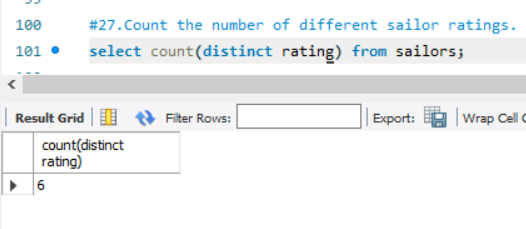 100 #27.Count the number of different sailor ratings.
101 select count(distinct rating) from sailors;
Result Grid Filter Rows: Export: Wrap Cell
count(distinct
rating)
6